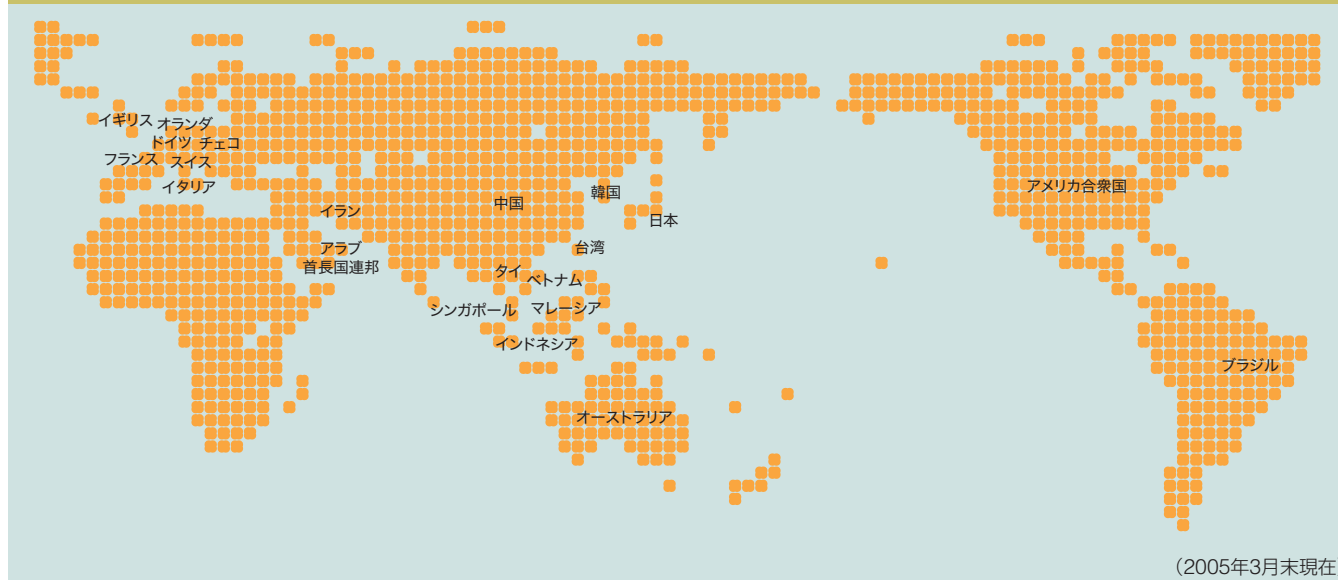 イギリス
オランダ
ドイツ
チェコ
フランス
スイス
イタリア
イラン
アラブ
首長国連邦
中国
韓国
日本
台湾
タイ
ベトナム
シンガポール
マレーシア
インドネシア
オーストラリア
アメリカ合衆国
ブラジル
(2005年3月末現在